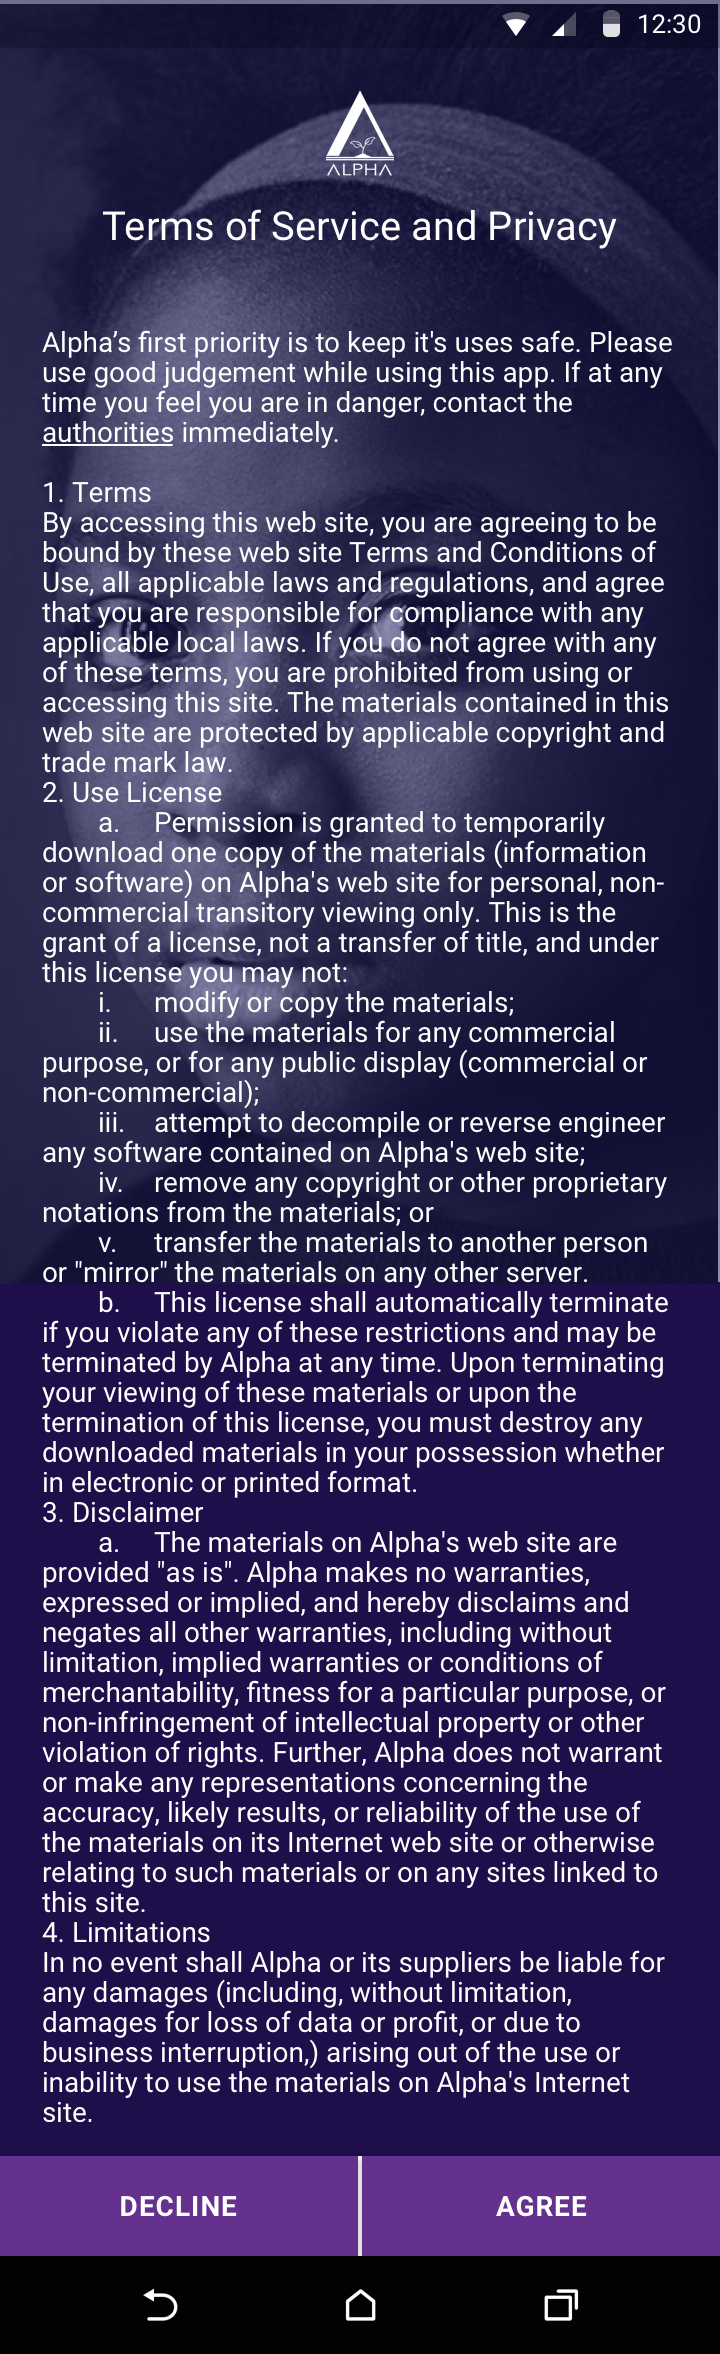 12:30
ALPHA
Terms of Service and Privacy
Alpha’s first priority is to keep it's uses safe. Please
use good judgement while using this app. If at any
time you feel you are in danger, contact the
authorities immediately.
1. Terms
By accessing this web site, you are agreeing to be
bound by these web site Terms and Conditions of
Use, all applicable laws and regulations, and agree
that you are responsible for compliance with any
applicable local laws. If you do not agree with any
of these terms, you are prohibited from using or
accessing this site. The materials contained in this
web site are protected by applicable copyright and
trade mark law.
2. Use License
a. Permission is granted to temporarily
download one copy of the materials (information
or software) on Alpha's web site for personal, non-
commercial transitory viewing only. This is the
grant of a license, not a transfer of title, and under
this license you may not:
i. modify or copy the materials;
ii. use the materials for any commercial
purpose, or for any public display (commercial or
non-commercial);
iii. attempt to decompile or reverse engineer
any software contained on Alpha's web site;
iv. remove any copyright or other proprietary
notations from the materials; or
v. transfer the materials to another person
or "mirror" the materials on any other server.
b. This license shall automatically terminate
if you violate any of these restrictions and may be
terminated by Alpha at any time. Upon terminating
your viewing of these materials or upon the
termination of this license, you must destroy any
downloaded materials in your possession whether
in electronic or printed format.
3. Disclaimer
a. The materials on Alpha's web site are
provided "as is". Alpha makes no warranties,
expressed or implied, and hereby disclaims and
negates all other warranties, including without
limitation, implied warranties or conditions of
merchantability, fitness for a particular purpose, or
non-infringement of intellectual property or other
violation of rights. Further, Alpha does not warrant
or make any representations concerning the
accuracy, likely results, or reliability of the use of
the materials on its Internet web site or otherwise
relating to such materials or on any sites linked to
this site.
4. Limitations
In no event shall Alpha or its suppliers be liable for
any damages (including, without limitation,
damages for loss of data or profit, or due to
business interruption,) arising out of the use or
inability to use the materials on Alpha's Internet
site.
DECLINE
AGREE